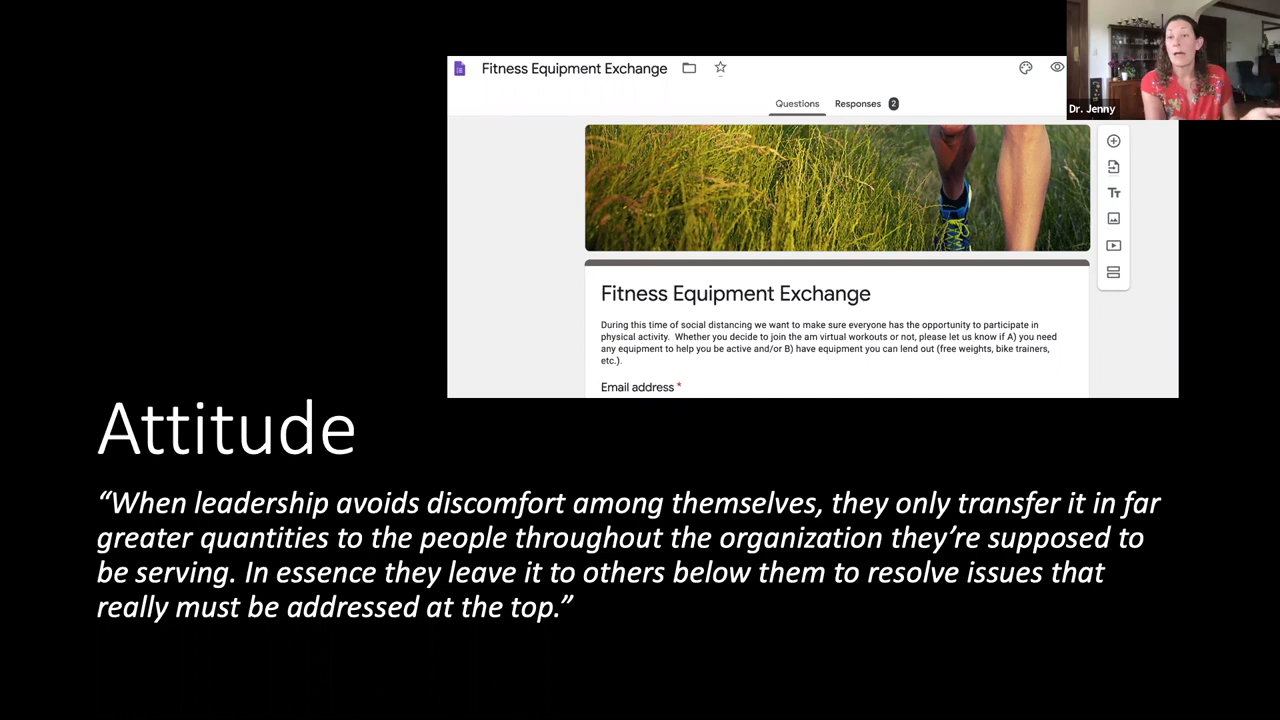 Fitness Equipment Exchange
Questions Responses 2
Dr. Jenny
Tт
Fitness Equipment Exchange
During this time of social distancing we want to make sure everyone has the opportunity to participate in
physical activity. Whether you decide to join the am virtual workouts or not, please let us know if A) you need
any equipment to help you be active and/or B) have equipment you can lend out (free weights, bike trainers,
etc.).
Email address *
Attitude
“When leadership avoids discomfort among themselves, they only transfer it in far
greater quantities to the people throughout the organization they’re supposed to
be serving. In essence they leave it to others below them to resolve issues that
really must be addressed at the top.”